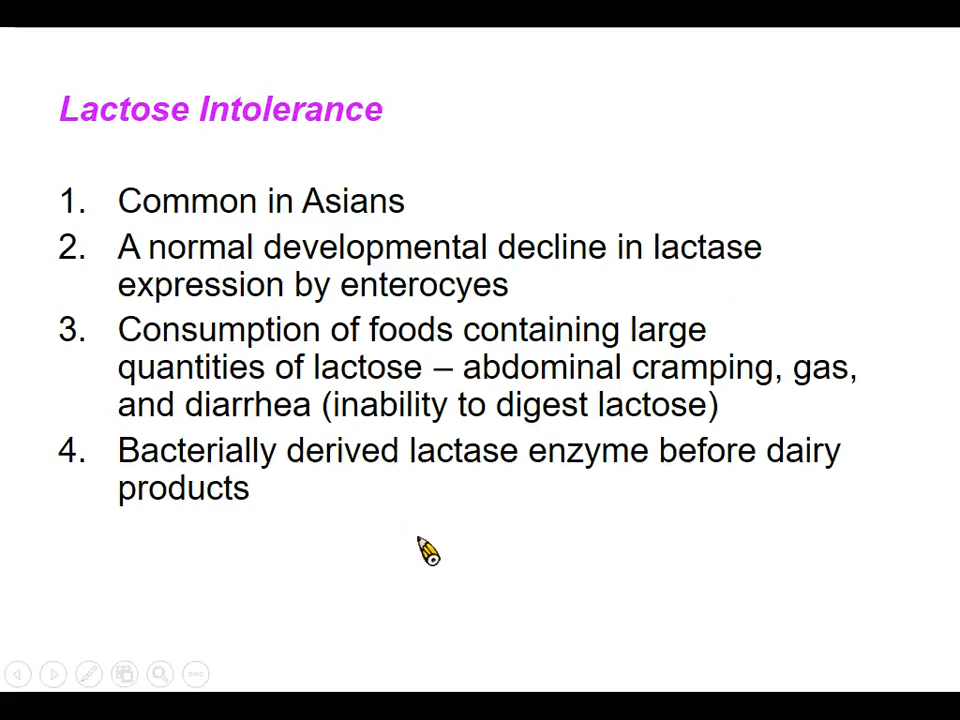 Lactose Intolerance
1. Common in Asians
2. A normal developmental decline in lactase
expression by enterocyes
3. Consumption of foods containing large
quantities of lactose – abdominal cramping, gas,
and diarrhea (inability to digest lactose)
4. Bacterially derived lactase enzyme before dairy
products